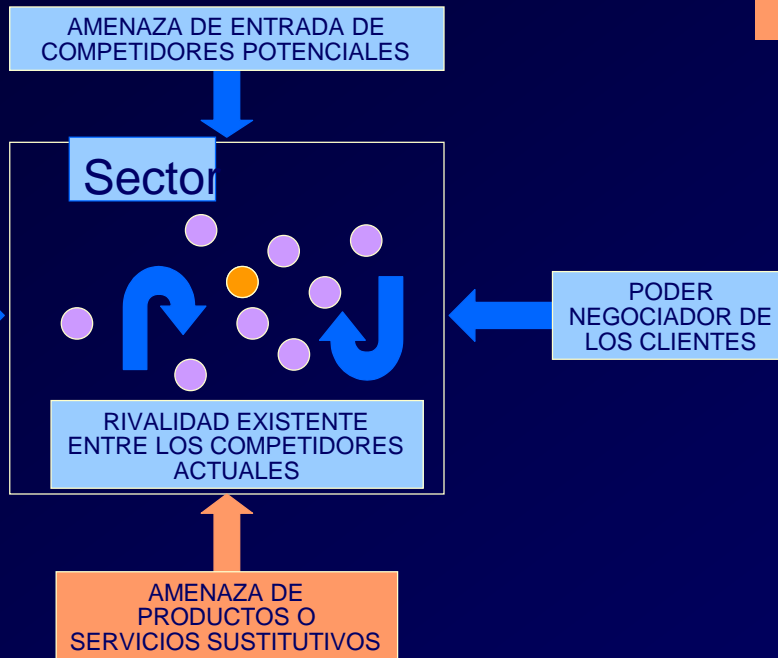 AMENAZA DE ENTRADA DE
COMPETIDORES POTENCIALES
Sector
PODER
NEGOCIADOR DE
LOS CLIENTES
RIVALIDAD EXISTENTE
ENTRE LOS COMPETIDORES
ACTUALES
AMENAZA DE
PRODUCTOS O
SERVICIOS SUSTITUTIVOS